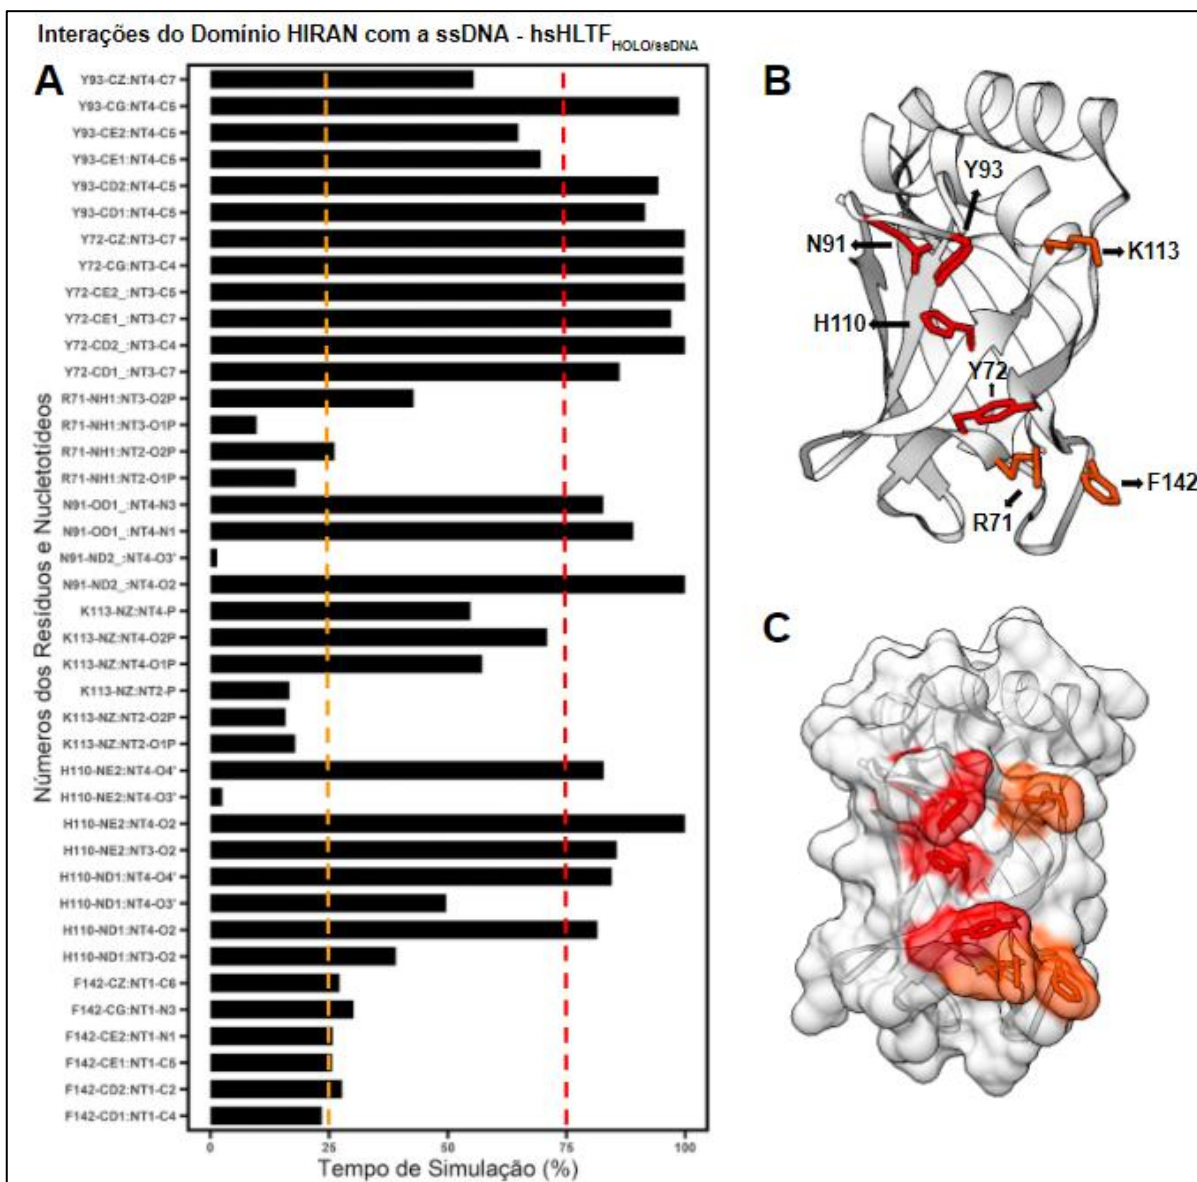 Interações do Domínio HIRAN com a ssDNA - hsHLTF HOLO/ssDNA
A
Números dos Resíduos e Nucletotídeos
Y93-CZ:NT4-C7
Y93-CG:NT4-C5
Y93-CE2:NT4-C5
Y93-CE1:NT4-C5
Y93-CD2:NT4-C5
Y93-CD1:NT4-C5
Y72-CZ:NT3-C7
Y72-CG:NT3-C4
Y72-CE2_:NT3-C5
Y72-CE1_:NT3-C7
Y72-CD2_:NT3-C4
Y72-CD1_:NT3-C7
R71-NH1:NT3-O2P
R71-NH1:NT3-O1P
R71-NH1:NT2-O2P
R71-NH1:NT2-O1P
N91-OD1_:NT4-N3
N91-OD1_:NT4-N1
N91-ND2_:NT4-O3'
N91-ND2_:NT4-O2
K113-NZ:NT4-P
K113-NZ:NT4-O2P
K113-NZ:NT4-O1P
K113-NZ:NT2-P
K113-NZ:NT2-O2P
K113-NZ:NT2-O1P
H110-NE2:NT4-O4'
H110-NE2:NT4-O3'
H110-NE2:NT4-O2
H110-NE2:NT3-O2
H110-ND1:NT4-O4'
H110-ND1:NT4-O3'
H110-ND1:NT4-O2
H110-ND1:NT3-O2
F142-CZ:NT1-C6
F142-CG:NT1-N3
F142-CE2:NT1-N1
F142-CE1:NT1-C5
F142-CD2:NT1-C2
F142-CD1:NT1-C4
0 25 50 75 100
Tempo de Simulação (%)
B
Y93
N91
K113
H110
Y72
F142
R71
C